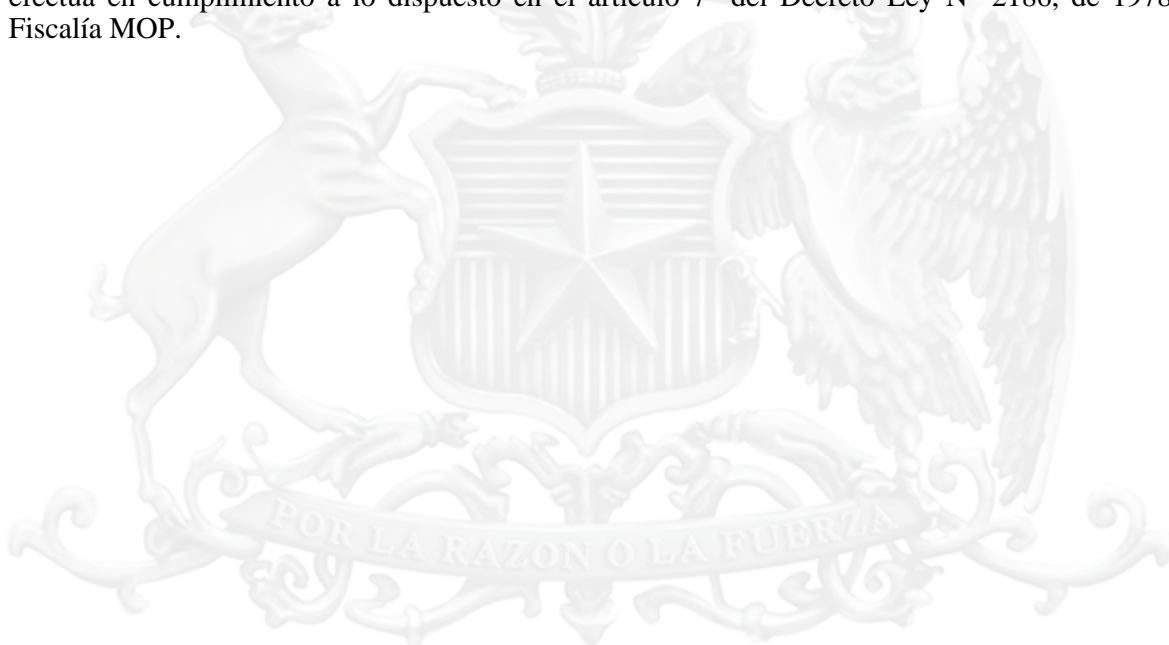 efectúa en cumplimiento a lo dispuesto en el artículo 7° del Decreto Ley N° 2186, de 1978
Fiscalía MOP.
POR LA RAZON O LA FUERZA